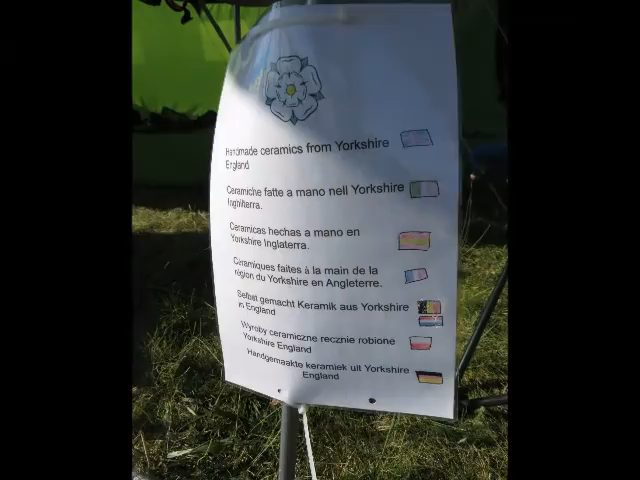 Handmade ceramics from Yorkshire
England
Ceramiche fatte a mano nell Yorkshire
Inghilterra.
Ceramicas hechas a mano en
Yorkshire Inglaterra.
Céramiques faites à la main de la
région du Yorkshire en Angleterre.
Selbst gemacht Keramik aus Yorkshire
in England
Wyroby ceramiczne recznie robione
Yorkshire England
Handgemaakte keramiek uit Yorkshire
England